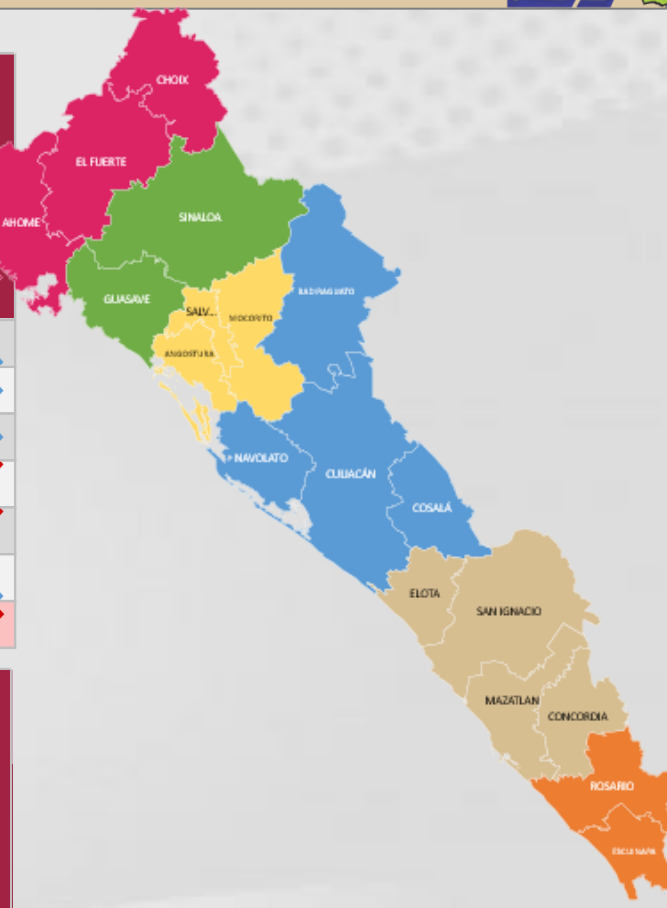 CHOIX
EL FUERTE
AHOME
SINALOA
BADIRAGUATO
GUASAVE
SALV...
MOCORITO
ANGOSTURA
NAVOLATO
CULIACÁN
COSALÁ
ELOTA
SAN IGNACIO
MAZATLAN
CONCORDIA
ROSARIO
ESCUINAPA